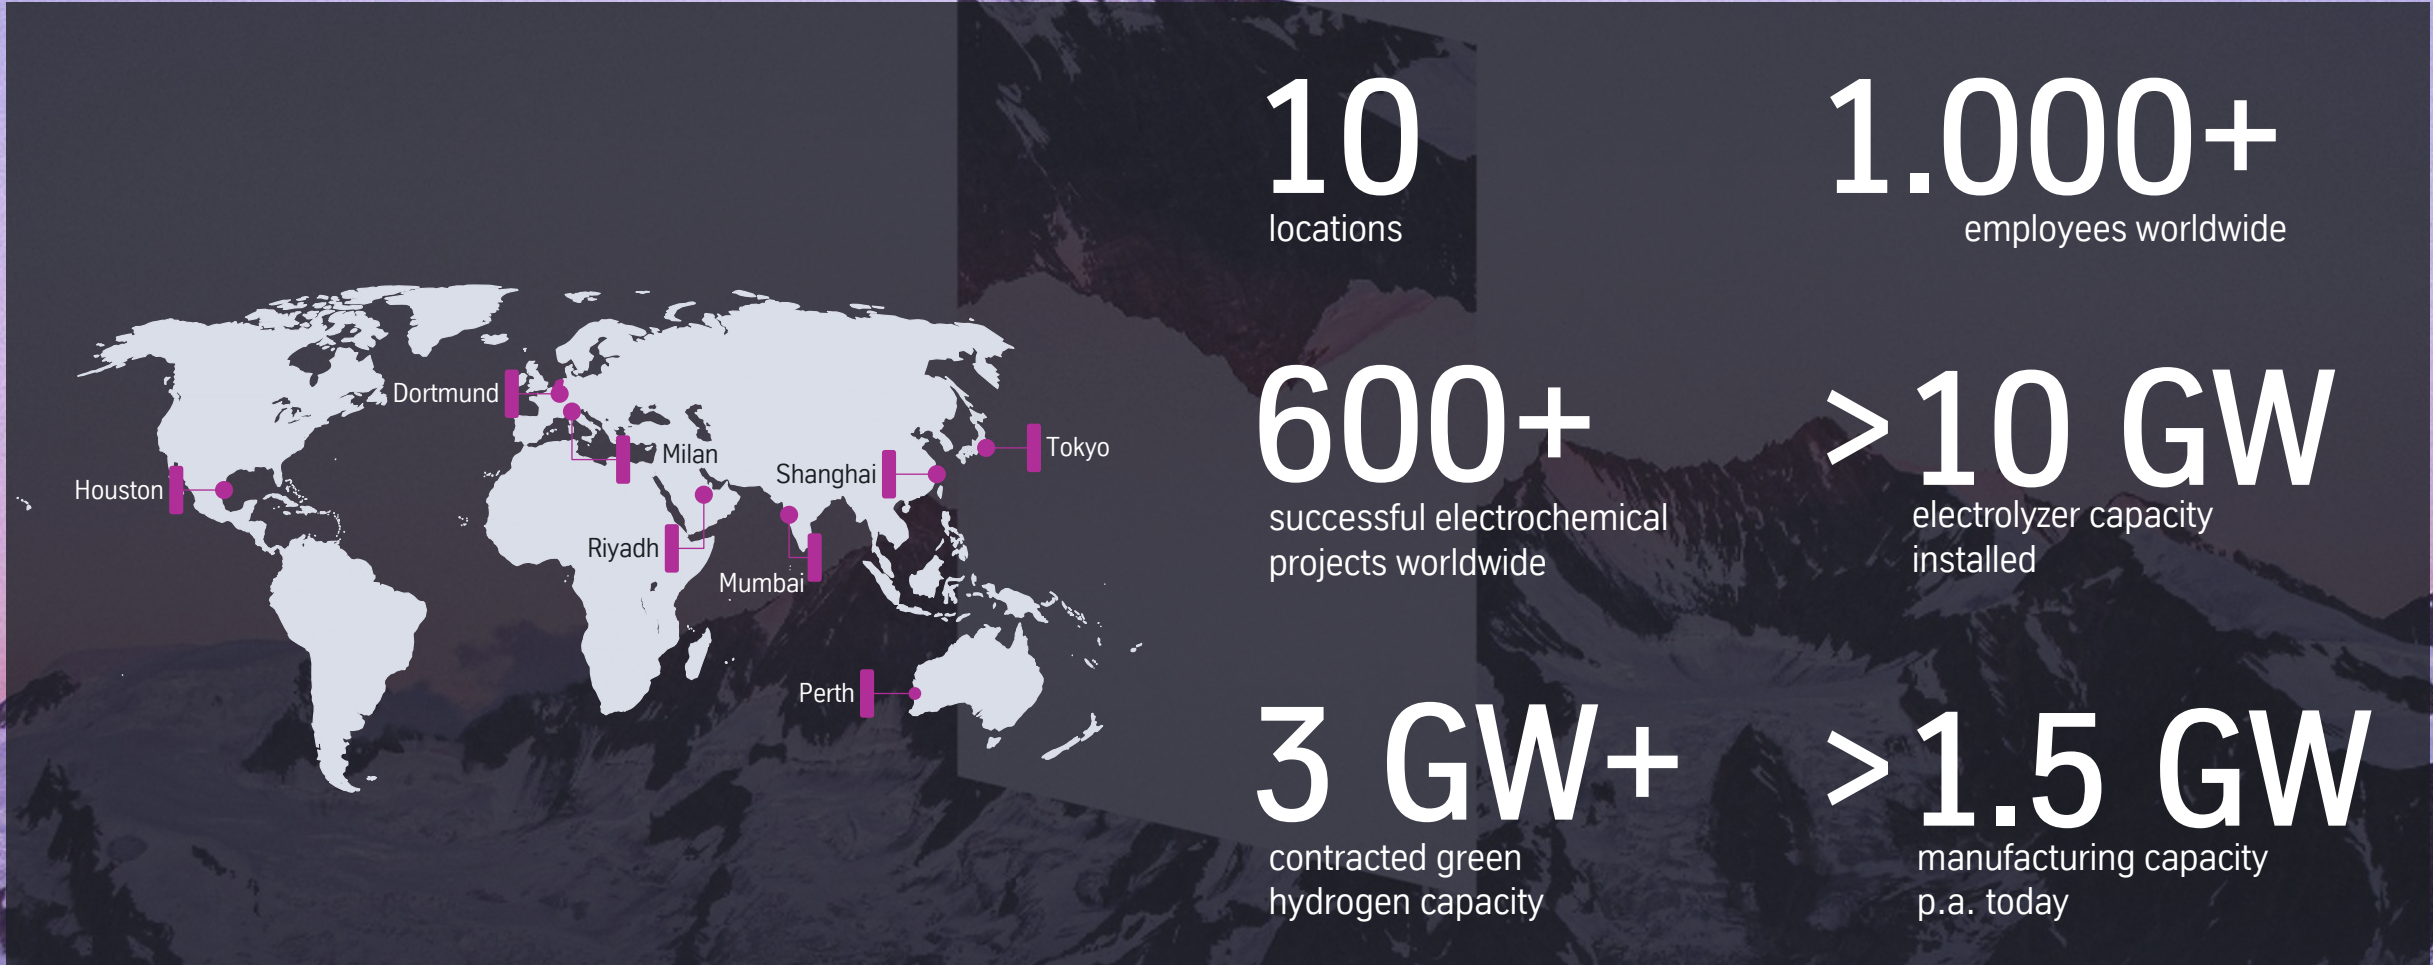 10
locations
1.000+
employees worldwide
Dortmund
Milan
Tokyo
Shanghai
Houston
Riyadh
Mumbai
Perth
600+
successful electrochemical
projects worldwide
>10 GW
electrolyzer capacity
installed
3 GW+
contracted green
hydrogen capacity
>1.5 GW
manufacturing capacity
p.a. today